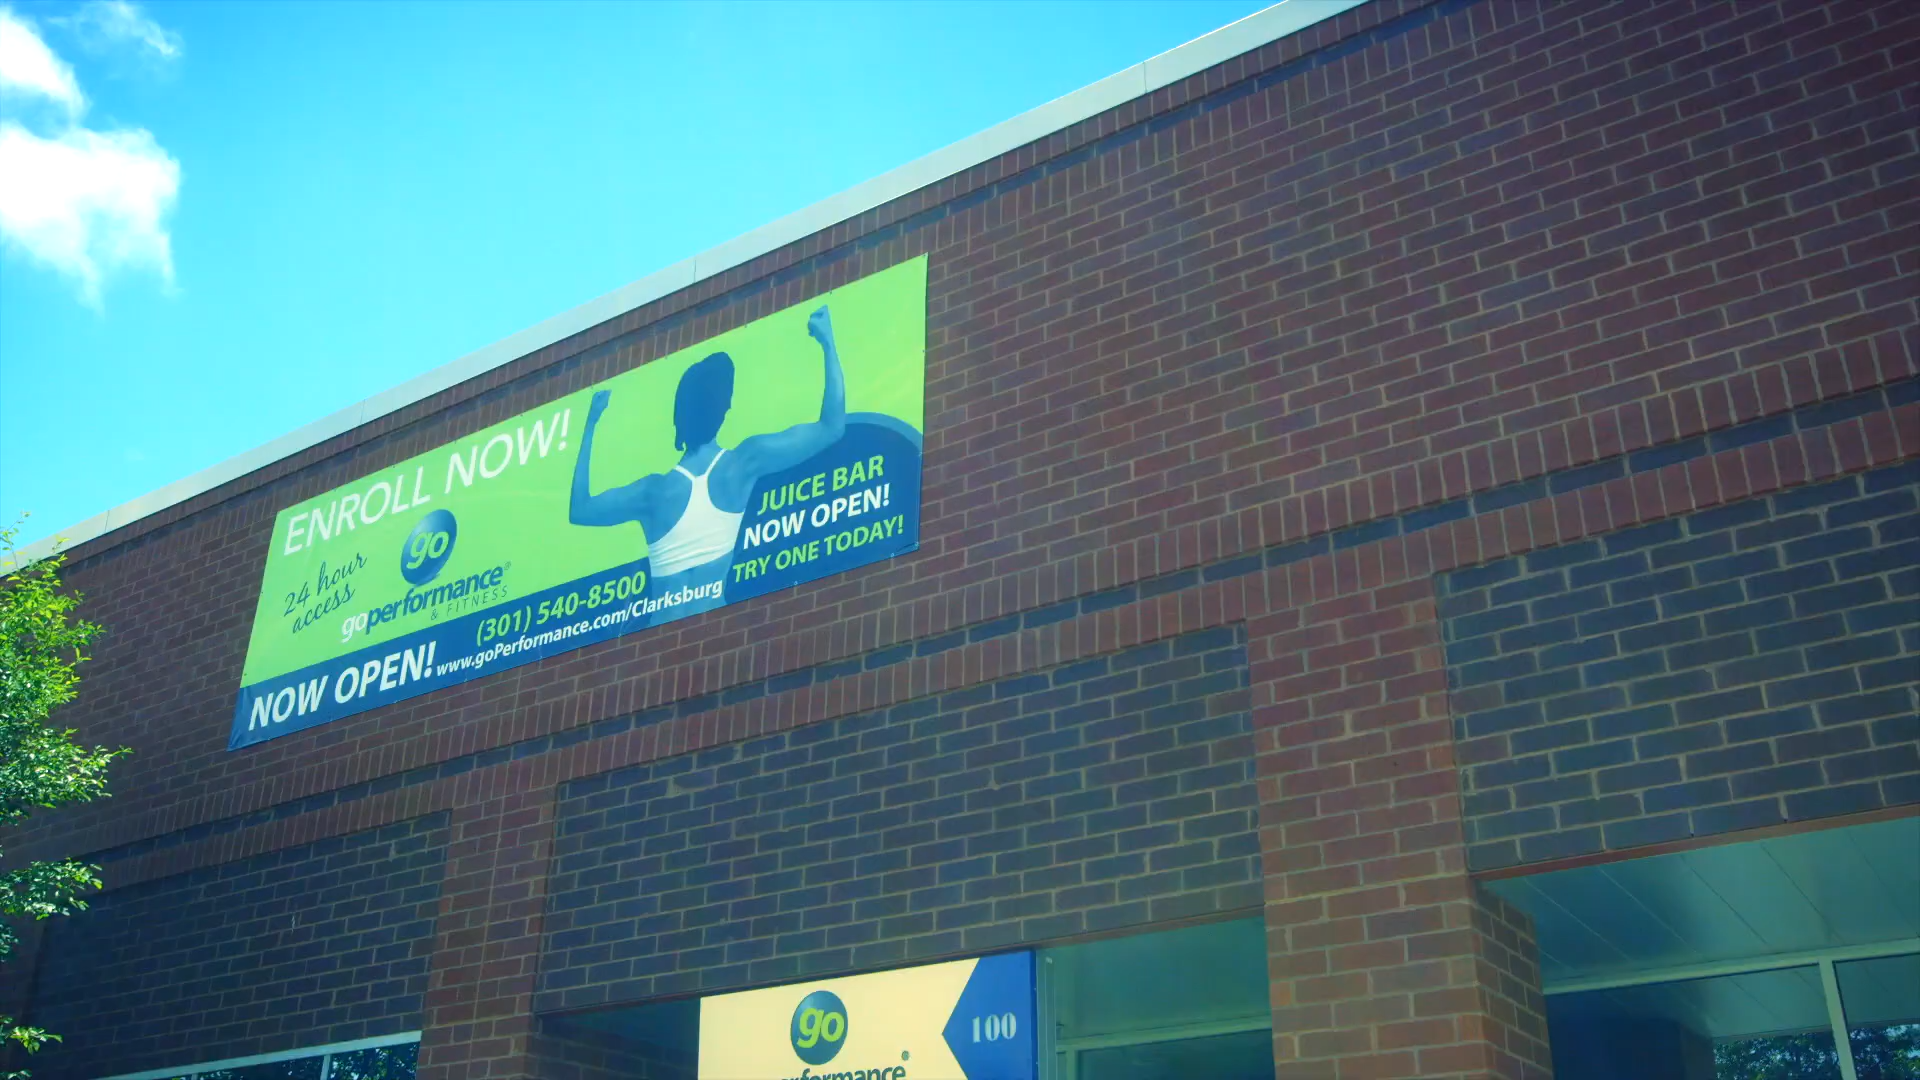 ENROLL NOW!
24 hour
access
go
goperformance®
& FITNESS
NOW OPEN!
(301) 540-8500
www.goPerformance.com/Clarksburg
JUICE BAR
NOW OPEN!
TRY ONE TODAY!
go
100